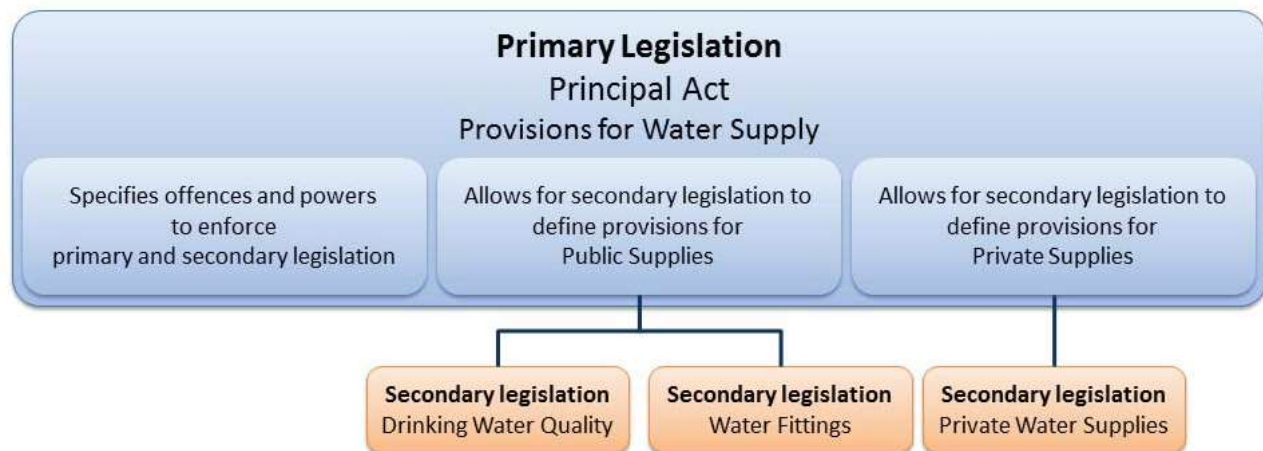 Primary Legislation
Principal Act
Provisions for Water Supply
Specifies offences and powers
to enforce
primary and secondary legislation
Allows for secondary legislation to
define provisions for
Public Supplies
Allows for secondary legislation to
define provisions for
Private Supplies
Secondary legislation
Drinking Water Quality
Secondary legislation
Water Fittings
Secondary legislation
Private Water Supplies